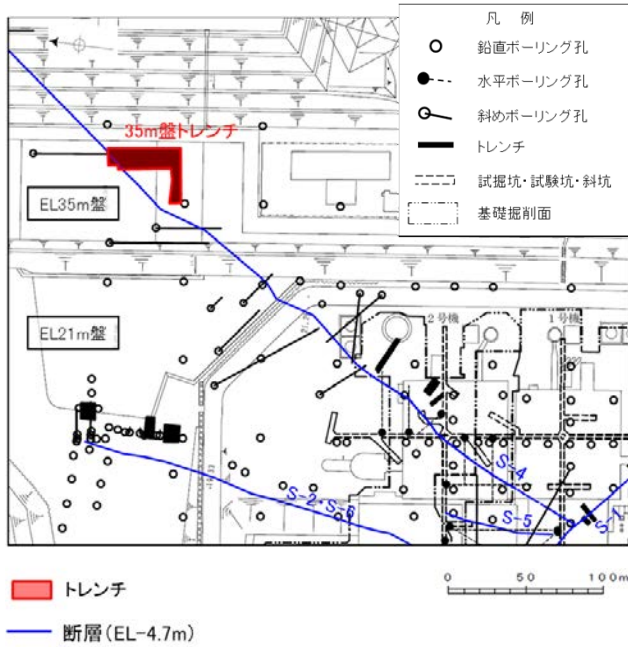 凡 例
鉛直ボーリング孔
水平ボーリング孔
斜めボーリング孔
トレンチ
試掘坑・試験坑・斜坑
基礎掘削面
35m盤トレンチ
EL35m盤
EL21m盤
2号機
1号機
S-4
S-2・S-6
S-5
S-1
トレンチ
0 50 100m
断層(EL-4.7m)